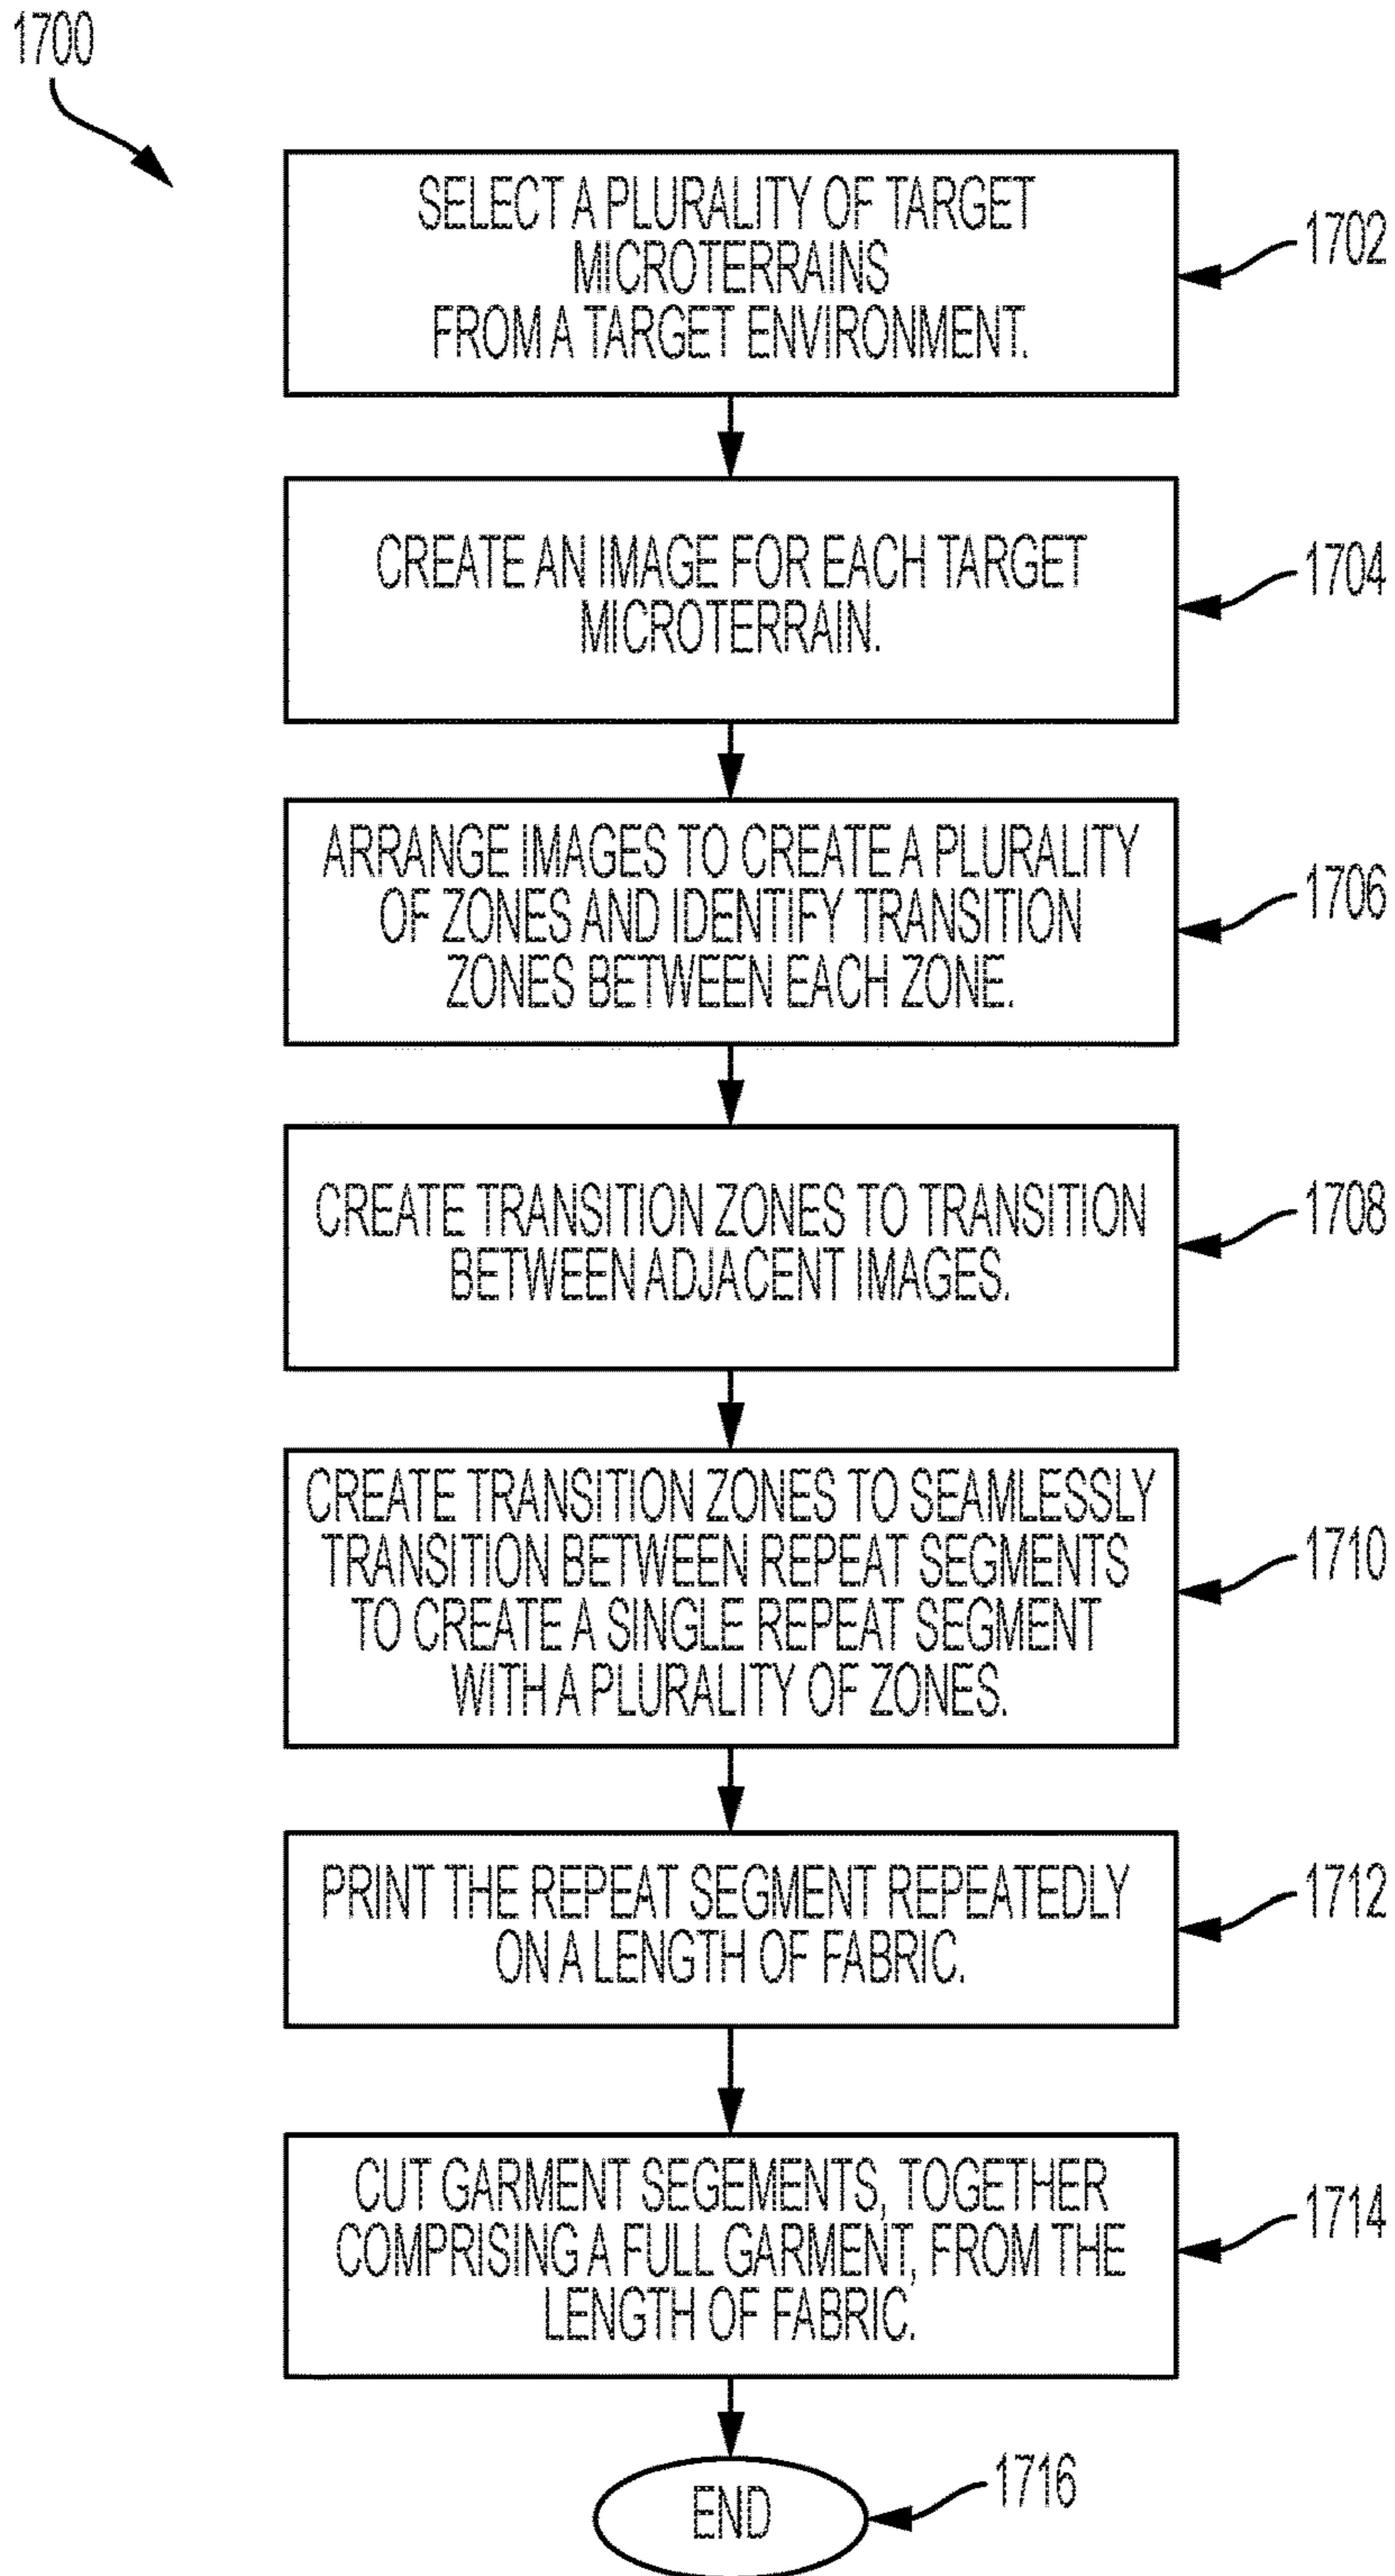 1700
SELECT A PLURALITY OF TARGET
MICROTERRAINS
FROM A TARGET ENVIRONMENT.
1702
CREATE AN IMAGE FOR EACH TARGET
MICROTERRAIN.
1704
ARRANGE IMAGES TO CREATE A PLURALITY
OF ZONES AND IDENTIFY TRANSITION
ZONES BETWEEN EACH ZONE.
1706
CREATE TRANSITION ZONES TO TRANSITION
BETWEEN ADJACENT IMAGES.
1708
CREATE TRANSITION ZONES TO SEAMLESSLY
TRANSITION BETWEEN REPEAT SEGMENTS
TO CREATE A SINGLE REPEAT SEGMENT
WITH A PLURALITY OF ZONES.
1710
PRINT THE REPEAT SEGMENT REPEATEDLY
ON A LENGTH OF FABRIC.
1712
CUT GARMENT SEGEMENTS, TOGETHER
COMPRISING A FULL GARMENT, FROM THE
LENGTH OF FABRIC.
1714
END
1716